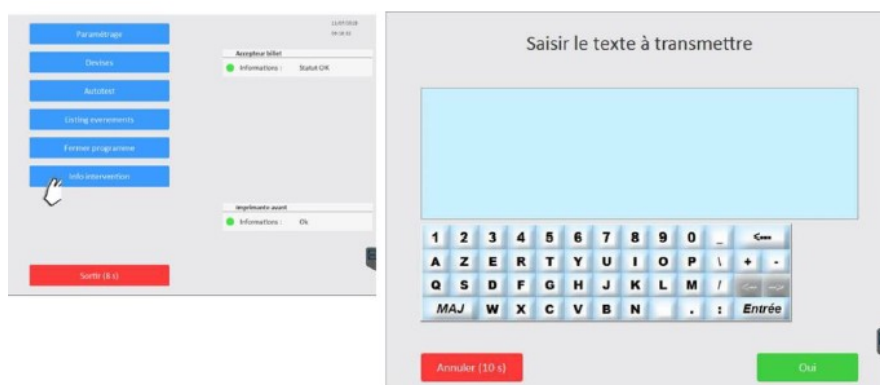 Paramétrage
Devises
Autotest
Listing evenements
Fermer programme
Info intervention
Sortir (8 s)
Accepteur billet
Informations : Statut OK
Imprimante avant
Informations : Ok
Saisir le texte à transmettre
1 2 3 4 5 6 7 8 9 0 _ <---
A Z E R T Y U I O P \ + -
Q S D F G H J K L M / <-- -->
MAJ W X C V B N . : Entrée
Annuler (10 s)
Oui